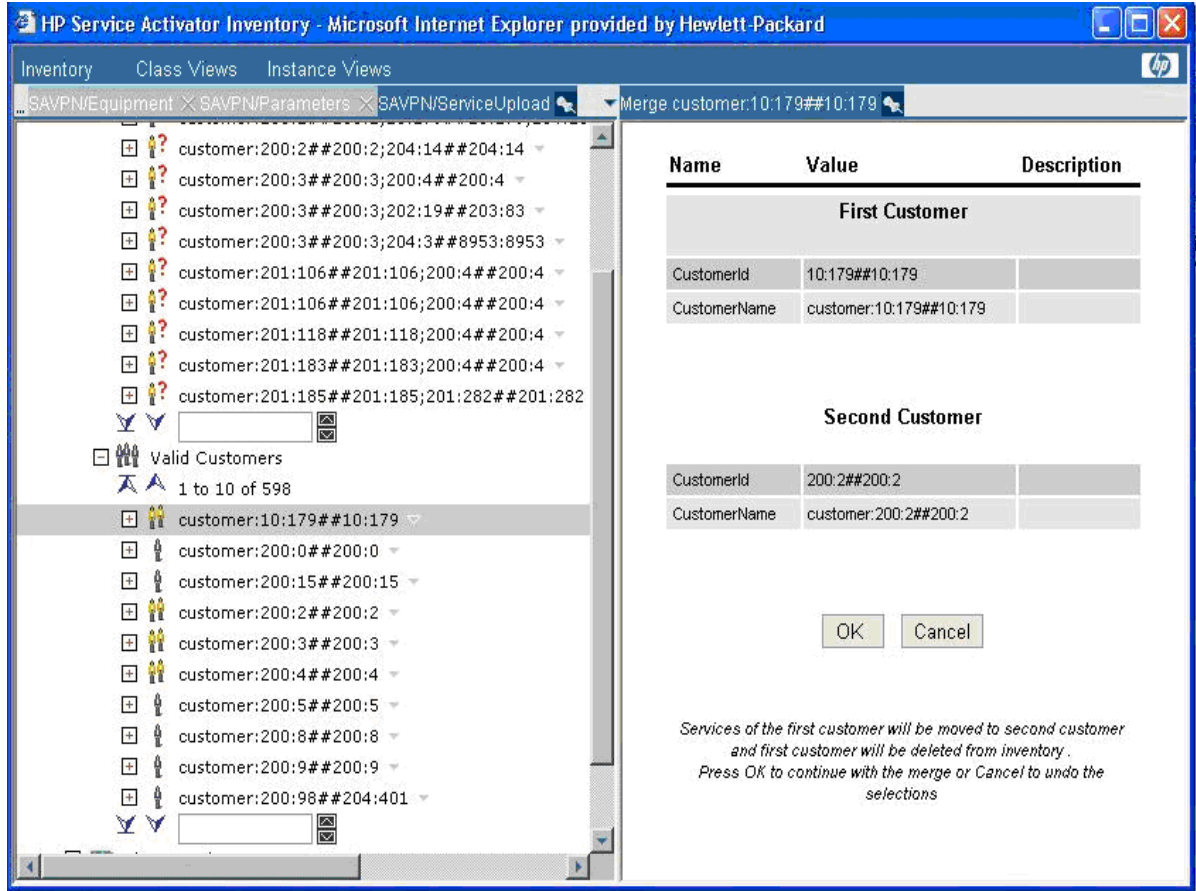 HP Service Activator Inventory - Microsoft Internet Explorer provided by Hewlett-Packard
Inventory Class Views Instance Views
hp
... SAVPN/Equipment SAVPN/Parameters SAVPN/ServiceUpload
customer:200:2##200:2;204:14##204:14
customer:200:3##200:3;200:4##200:4
customer:200:3##200:3;202:19##203:83
customer:200:3##200:3;204:3##8953:8953
customer:201:106##201:106;200:4##200:4
customer:201:106##201:106;200:4##200:4
customer:201:118##201:118;200:4##200:4
customer:201:183##201:183;200:4##200:4
customer:201:185##201:185;201:282##201:282
Valid Customers
1 to 10 of 598
customer:10:179##10:179
customer:200:0##200:0
customer:200:15##200:15
customer:200:2##200:2
customer:200:3##200:3
customer:200:4##200:4
customer:200:5##200:5
customer:200:8##200:8
customer:200:9##200:9
customer:200:98##204:401
Merge customer:10:179##10:179
Name Value Description
First Customer
CustomerId 10:179##10:179
CustomerName customer:10:179##10:179
Second Customer
CustomerId 200:2##200:2
CustomerName customer:200:2##200:2
OK Cancel
Services of the first customer will be moved to second customer
and first customer will be deleted from inventory .
Press OK to continue with the merge or Cancel to undo the
selections